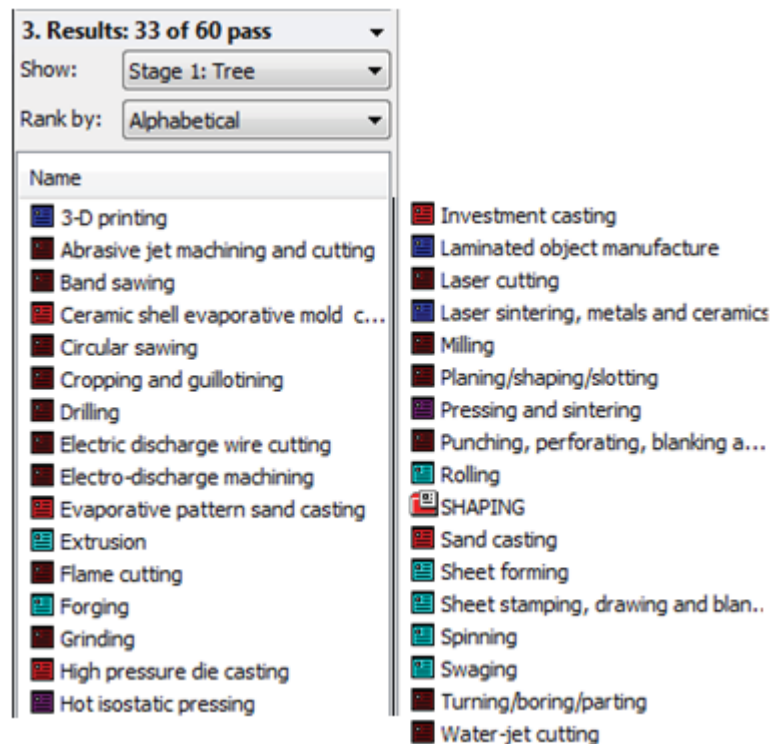 3. Results: 33 of 60 pass
Show: Stage 1: Tree
Rank by: Alphabetical
Name
3-D printing
Abrasive jet machining and cutting
Band sawing
Ceramic shell evaporative mold c...
Circular sawing
Cropping and guillotining
Drilling
Electric discharge wire cutting
Electro-discharge machining
Evaporative pattern sand casting
Extrusion
Flame cutting
Forging
Grinding
High pressure die casting
Hot isostatic pressing
Investment casting
Laminated object manufacture
Laser cutting
Laser sintering, metals and ceramics
Milling
Planing/shaping/slotting
Pressing and sintering
Punching, perforating, blanking a...
Rolling
SHAPING
Sand casting
Sheet forming
Sheet stamping, drawing and blan..
Spinning
Swaging
Turning/boring/parting
Water-jet cutting